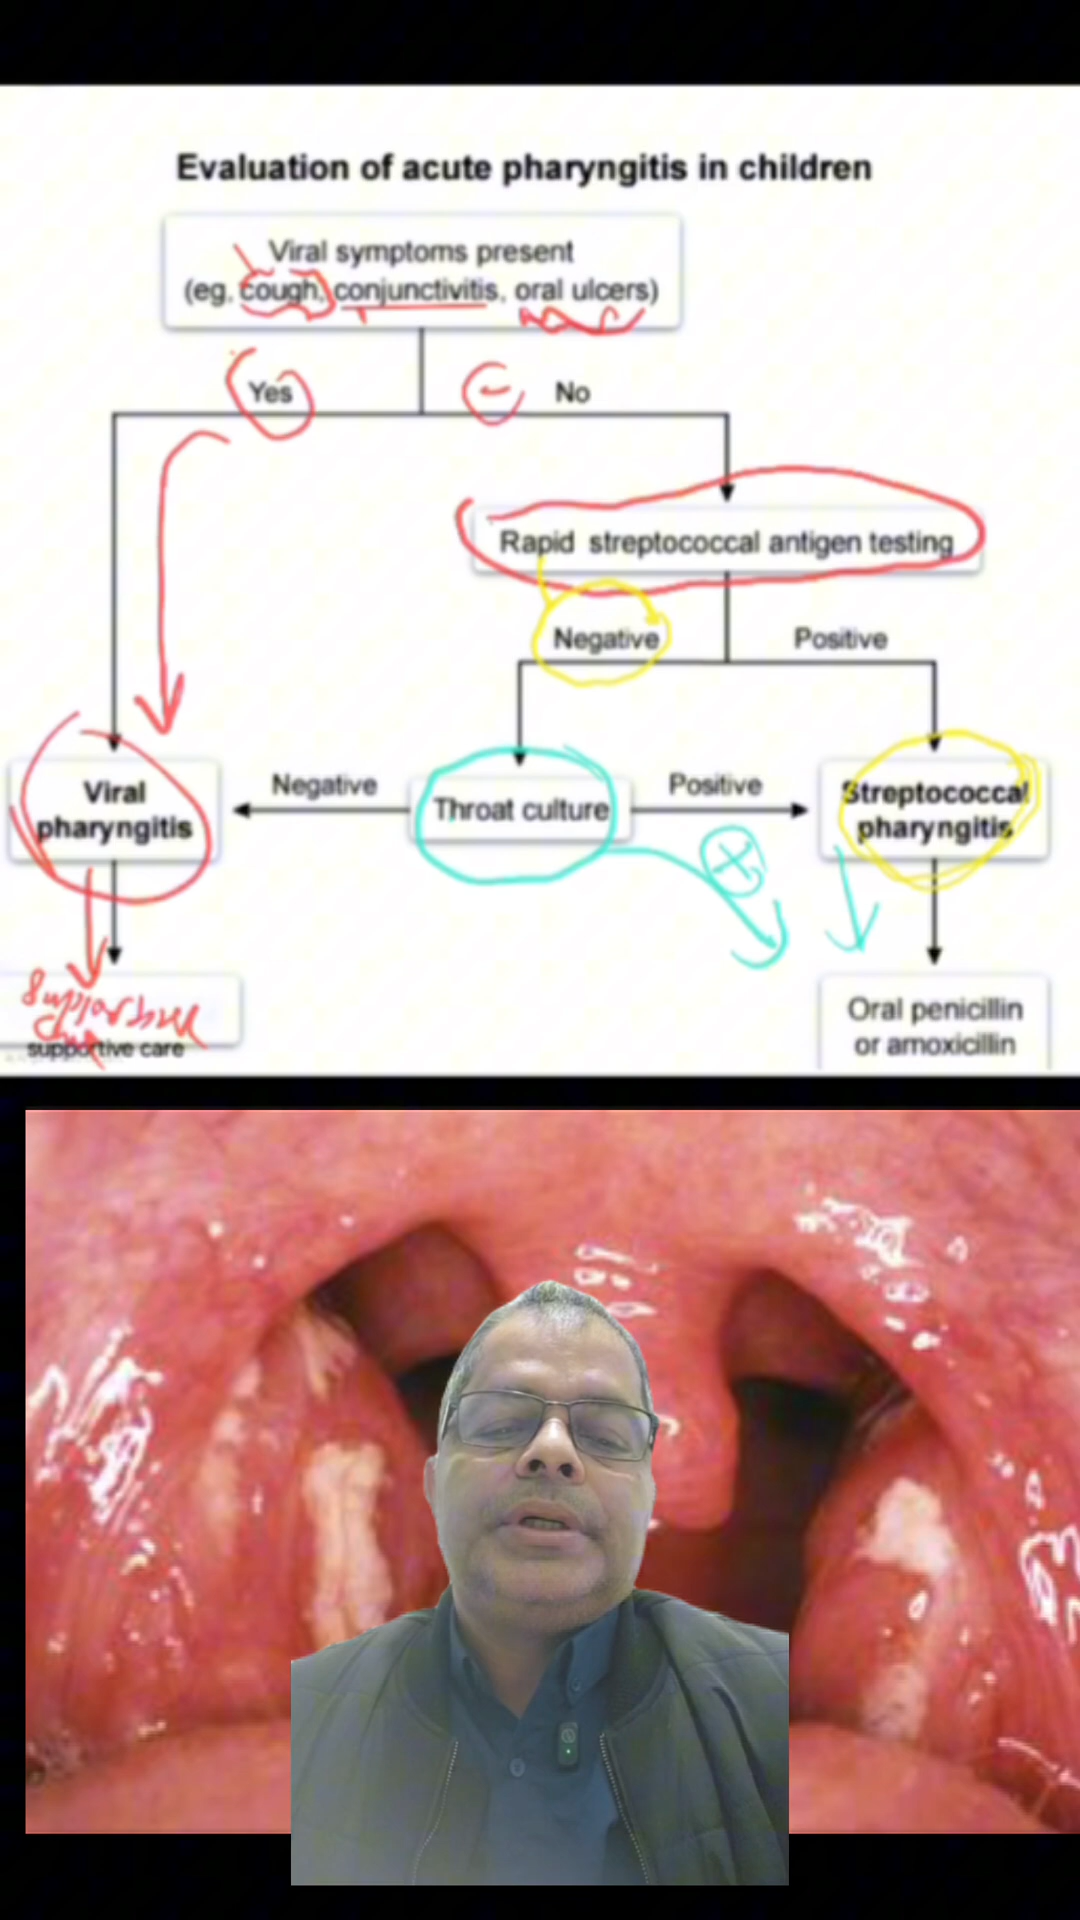 Evaluation of acute pharyngitis in children
Viral symptoms present
(eg, cough, conjunctivitis, oral ulcers)
Yes
No
Rapid streptococcal antigen testing
Negative
Positive
Viral
pharyngitis
Negative
Throat culture
Positive
Streptococcal
pharyngitis
supportive care
Oral penicillin
or amoxicillin